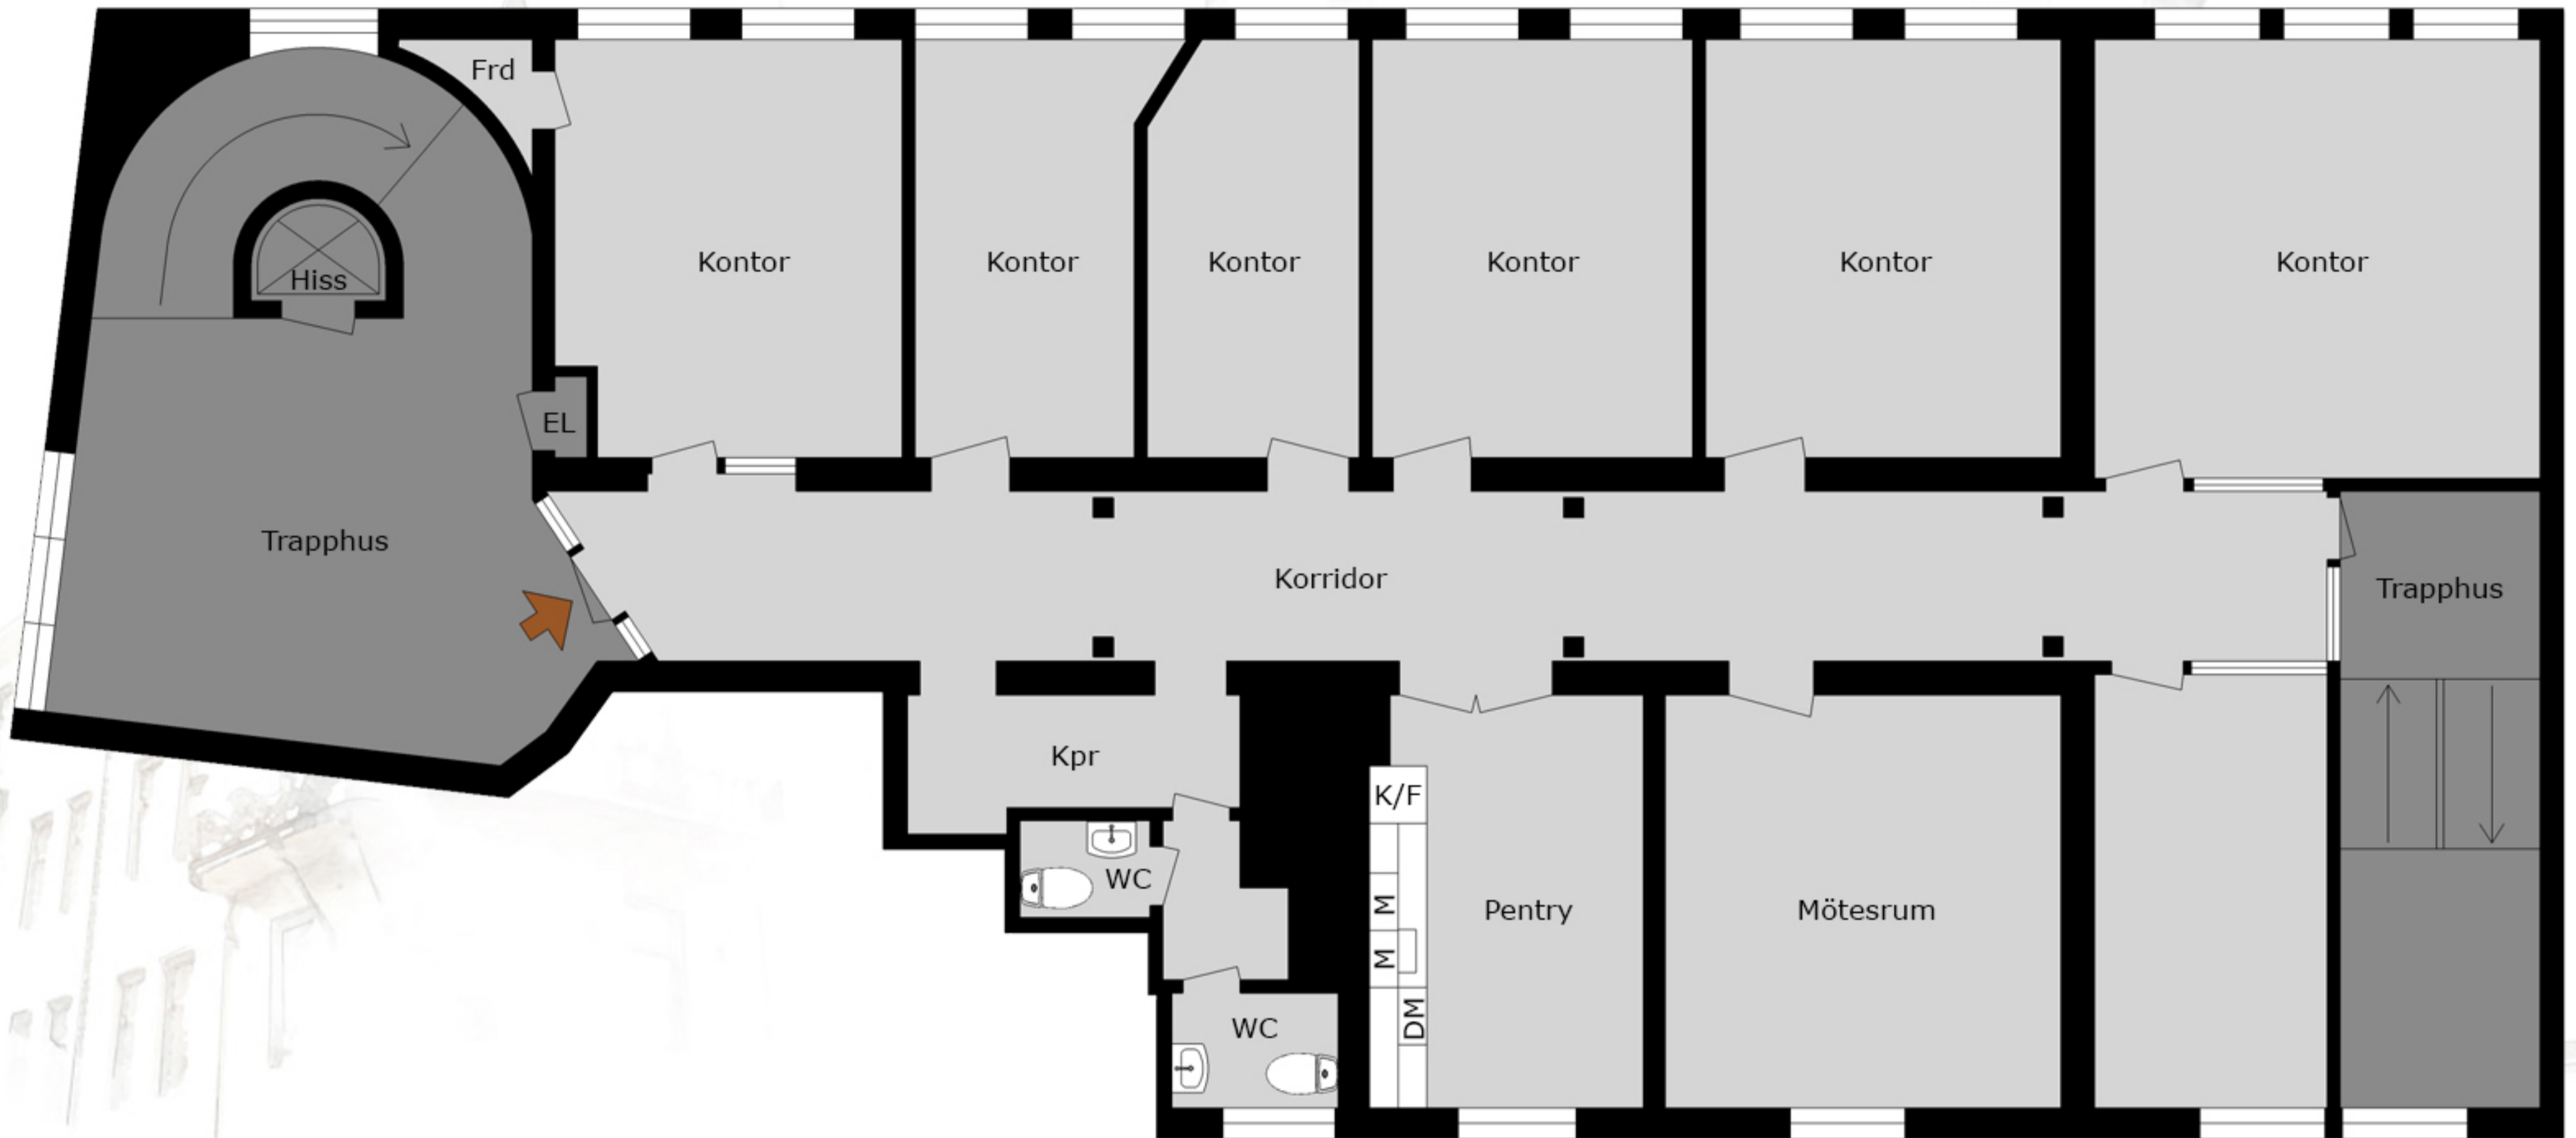 Frd
Kontor
Kontor
Kontor
Kontor
Kontor
Kontor
Hiss
EL
Trapphus
Korridor
Trapphus
Kpr
K/F
WC
M
Pentry
Mötesrum
M
DM
WC